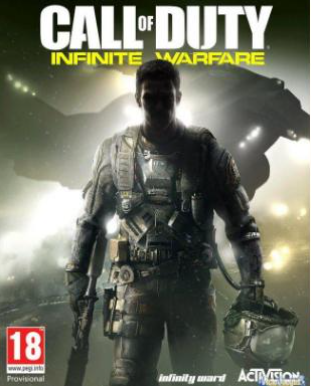 CALL OF DUTY
INFINITE WARFARE
18
www.pegi.info
Provisional
infinity ward
ACTIVISION